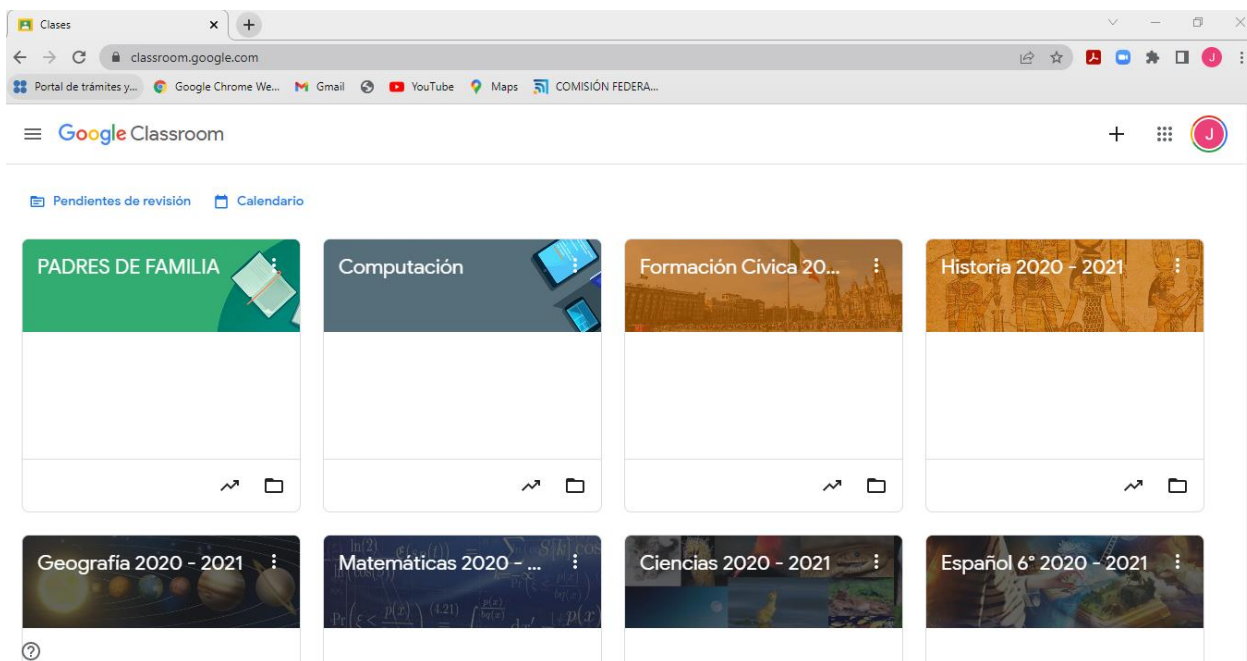 Clases
classroom.google.com
Portal de trámites y... Google Chrome We... Gmail YouTube Maps COMISIÓN FEDERA...
Google Classroom
J
J
Pendientes de revisión Calendario
PADRES DE FAMILIA Computación Formación Cívica 20... Historia 2020 - 2021
Geografía 2020 - 2021 Matemáticas 2020 - ... Ciencias 2020 - 2021 Español 6° 2020 - 2021